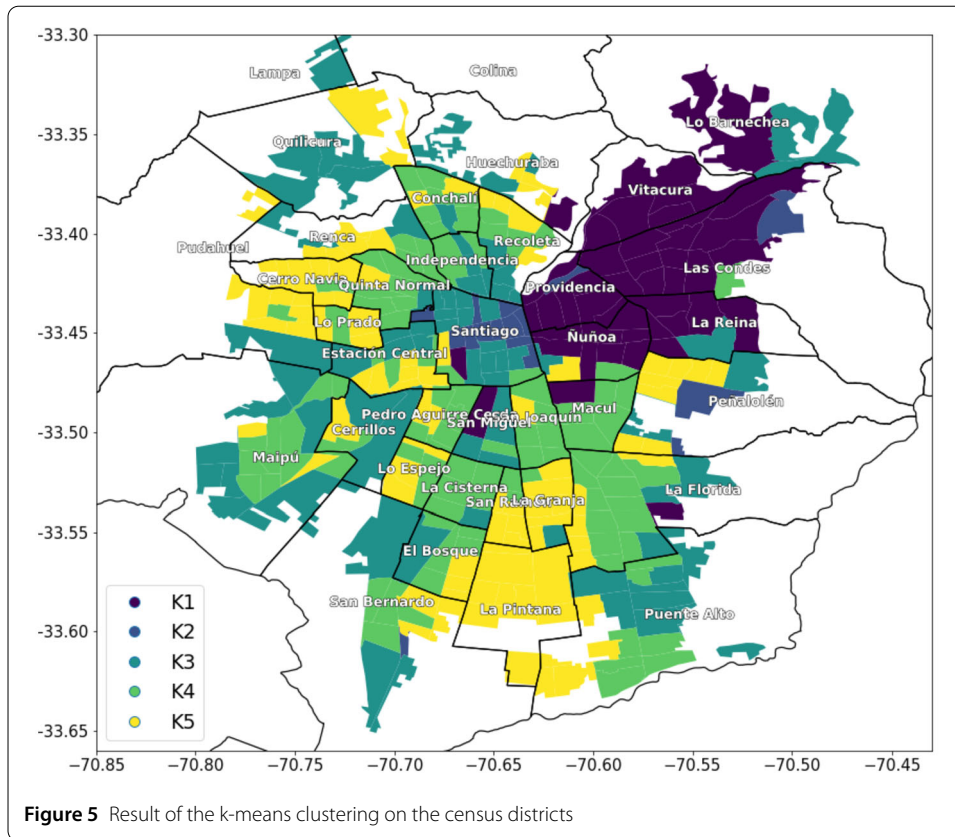 -33.30
Lampa
Colina
Lo Barnechea
-33.35
Quilicura
Huechuraba
Vitacura
Conchalí
-33.40
Pudahuel
Renca
Recoleta
Independencia
Las Condes
Cerro Navia
Quinta Normal
Providencia
Lo Prado
Santiago
La Reina
-33.45
Estación Central
Ñuñoa
Peñalolén
Pedro Aguirre Cerda
San Joaquín
Macul
-33.50
Cerrillos
San Miguel
Maipú
Lo Espejo
La Cisterna
La Florida
San Ramón
La Granja
-33.55
El Bosque
San Bernardo
La Pintana
Puente Alto
-33.60
-33.65
K1
K2
K3
K4
K5
−70.85 −70.80 −70.75 −70.70 −70.65 −70.60 −70.55 −70.50 −70.45
Figure 5 Result of the k-means clustering on the census districts